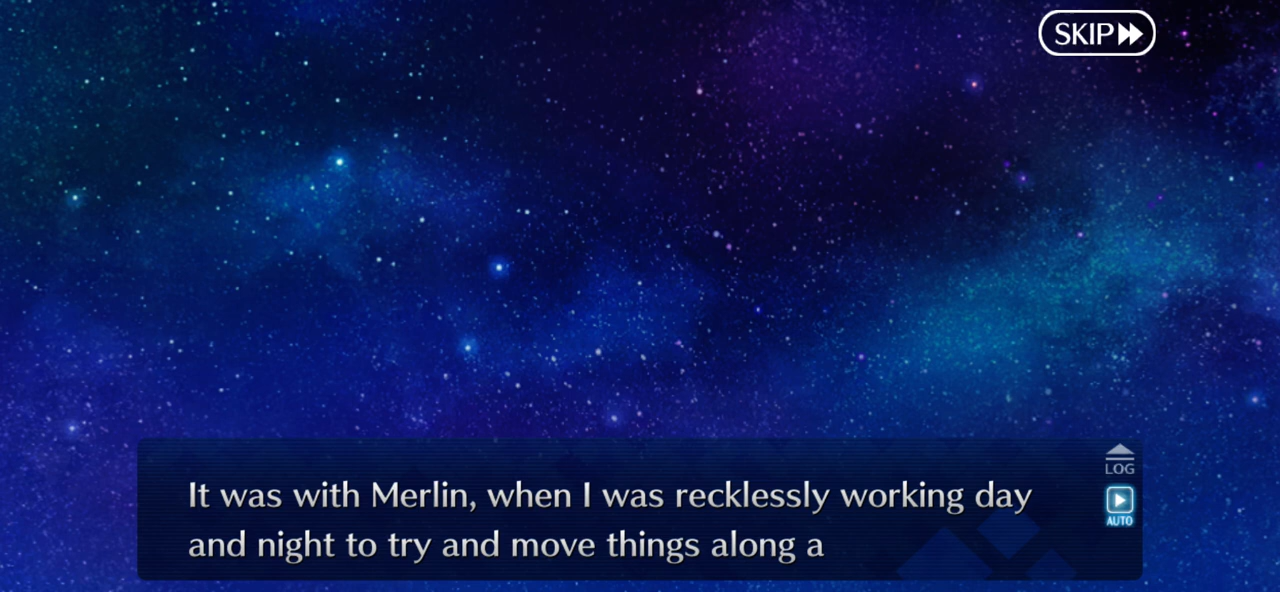 SKIP
It was with Merlin, when I was recklessly working day
and night to try and move things along a
LOG
AUTO